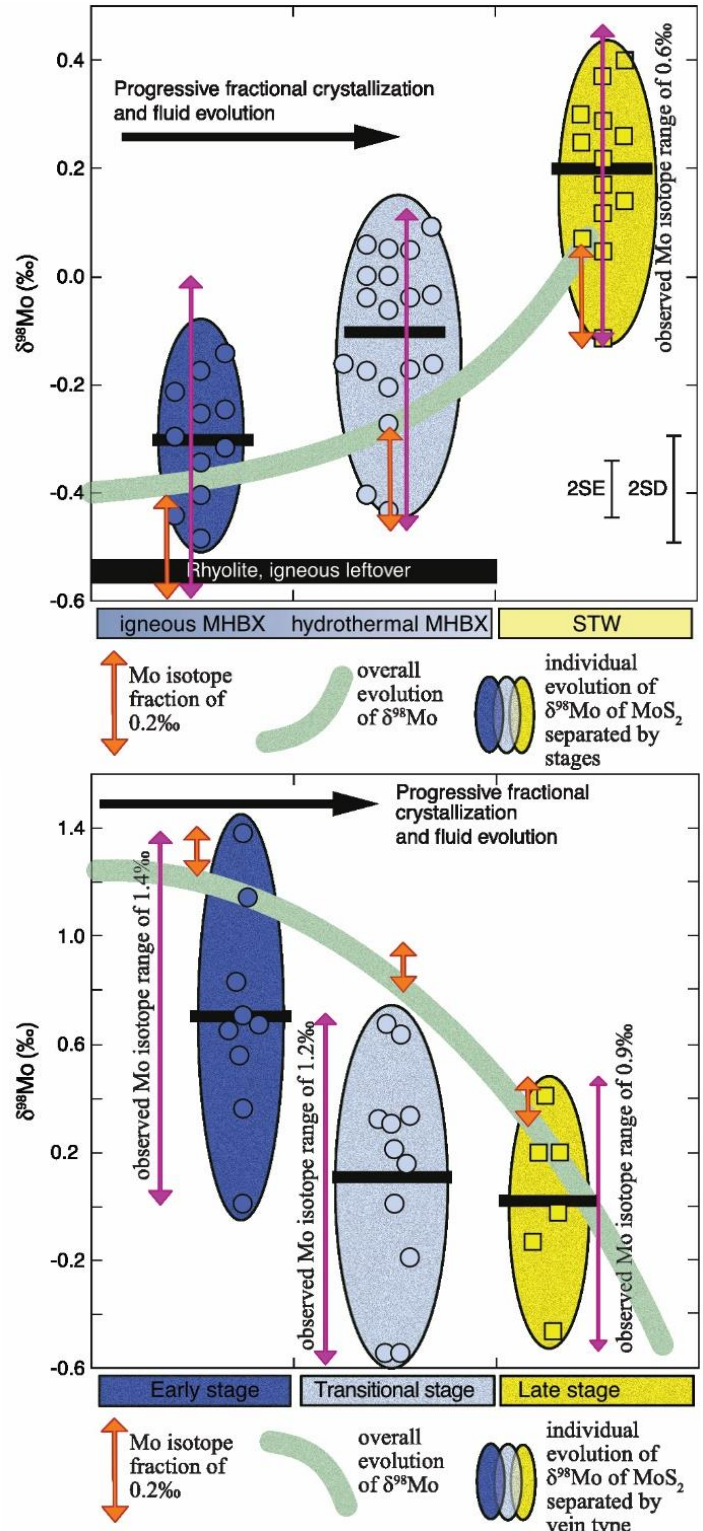 0.4
0.2
0.0
-0.2
-0.4
-0.6
δ⁹⁸Mo (‰)
Progressive fractional crystallization
and fluid evolution
observed Mo isotope range of 0.6‰
2SE
2SD
Rhyolite, igneous leftover
igneous MHBX
hydrothermal MHBX
STW
Mo isotope
fraction of
0.2‰
overall
evolution
of δ⁹⁸Mo
individual
evolution of
δ⁹⁸Mo of MoS₂
separated by
stages
1.4
1.0
0.6
0.2
-0.2
-0.6
δ⁹⁸Mo (‰)
Progressive fractional
crystallization
and fluid evolution
observed Mo isotope range of 1.4‰
observed Mo isotope range of 1.2‰
observed Mo isotope range of 0.9‰
Early stage
Transitional stage
Late stage
Mo isotope
fraction of
0.2‰
overall
evolution
of δ⁹⁸Mo
individual
evolution of
δ⁹⁸Mo of MoS₂
separated by
vein type